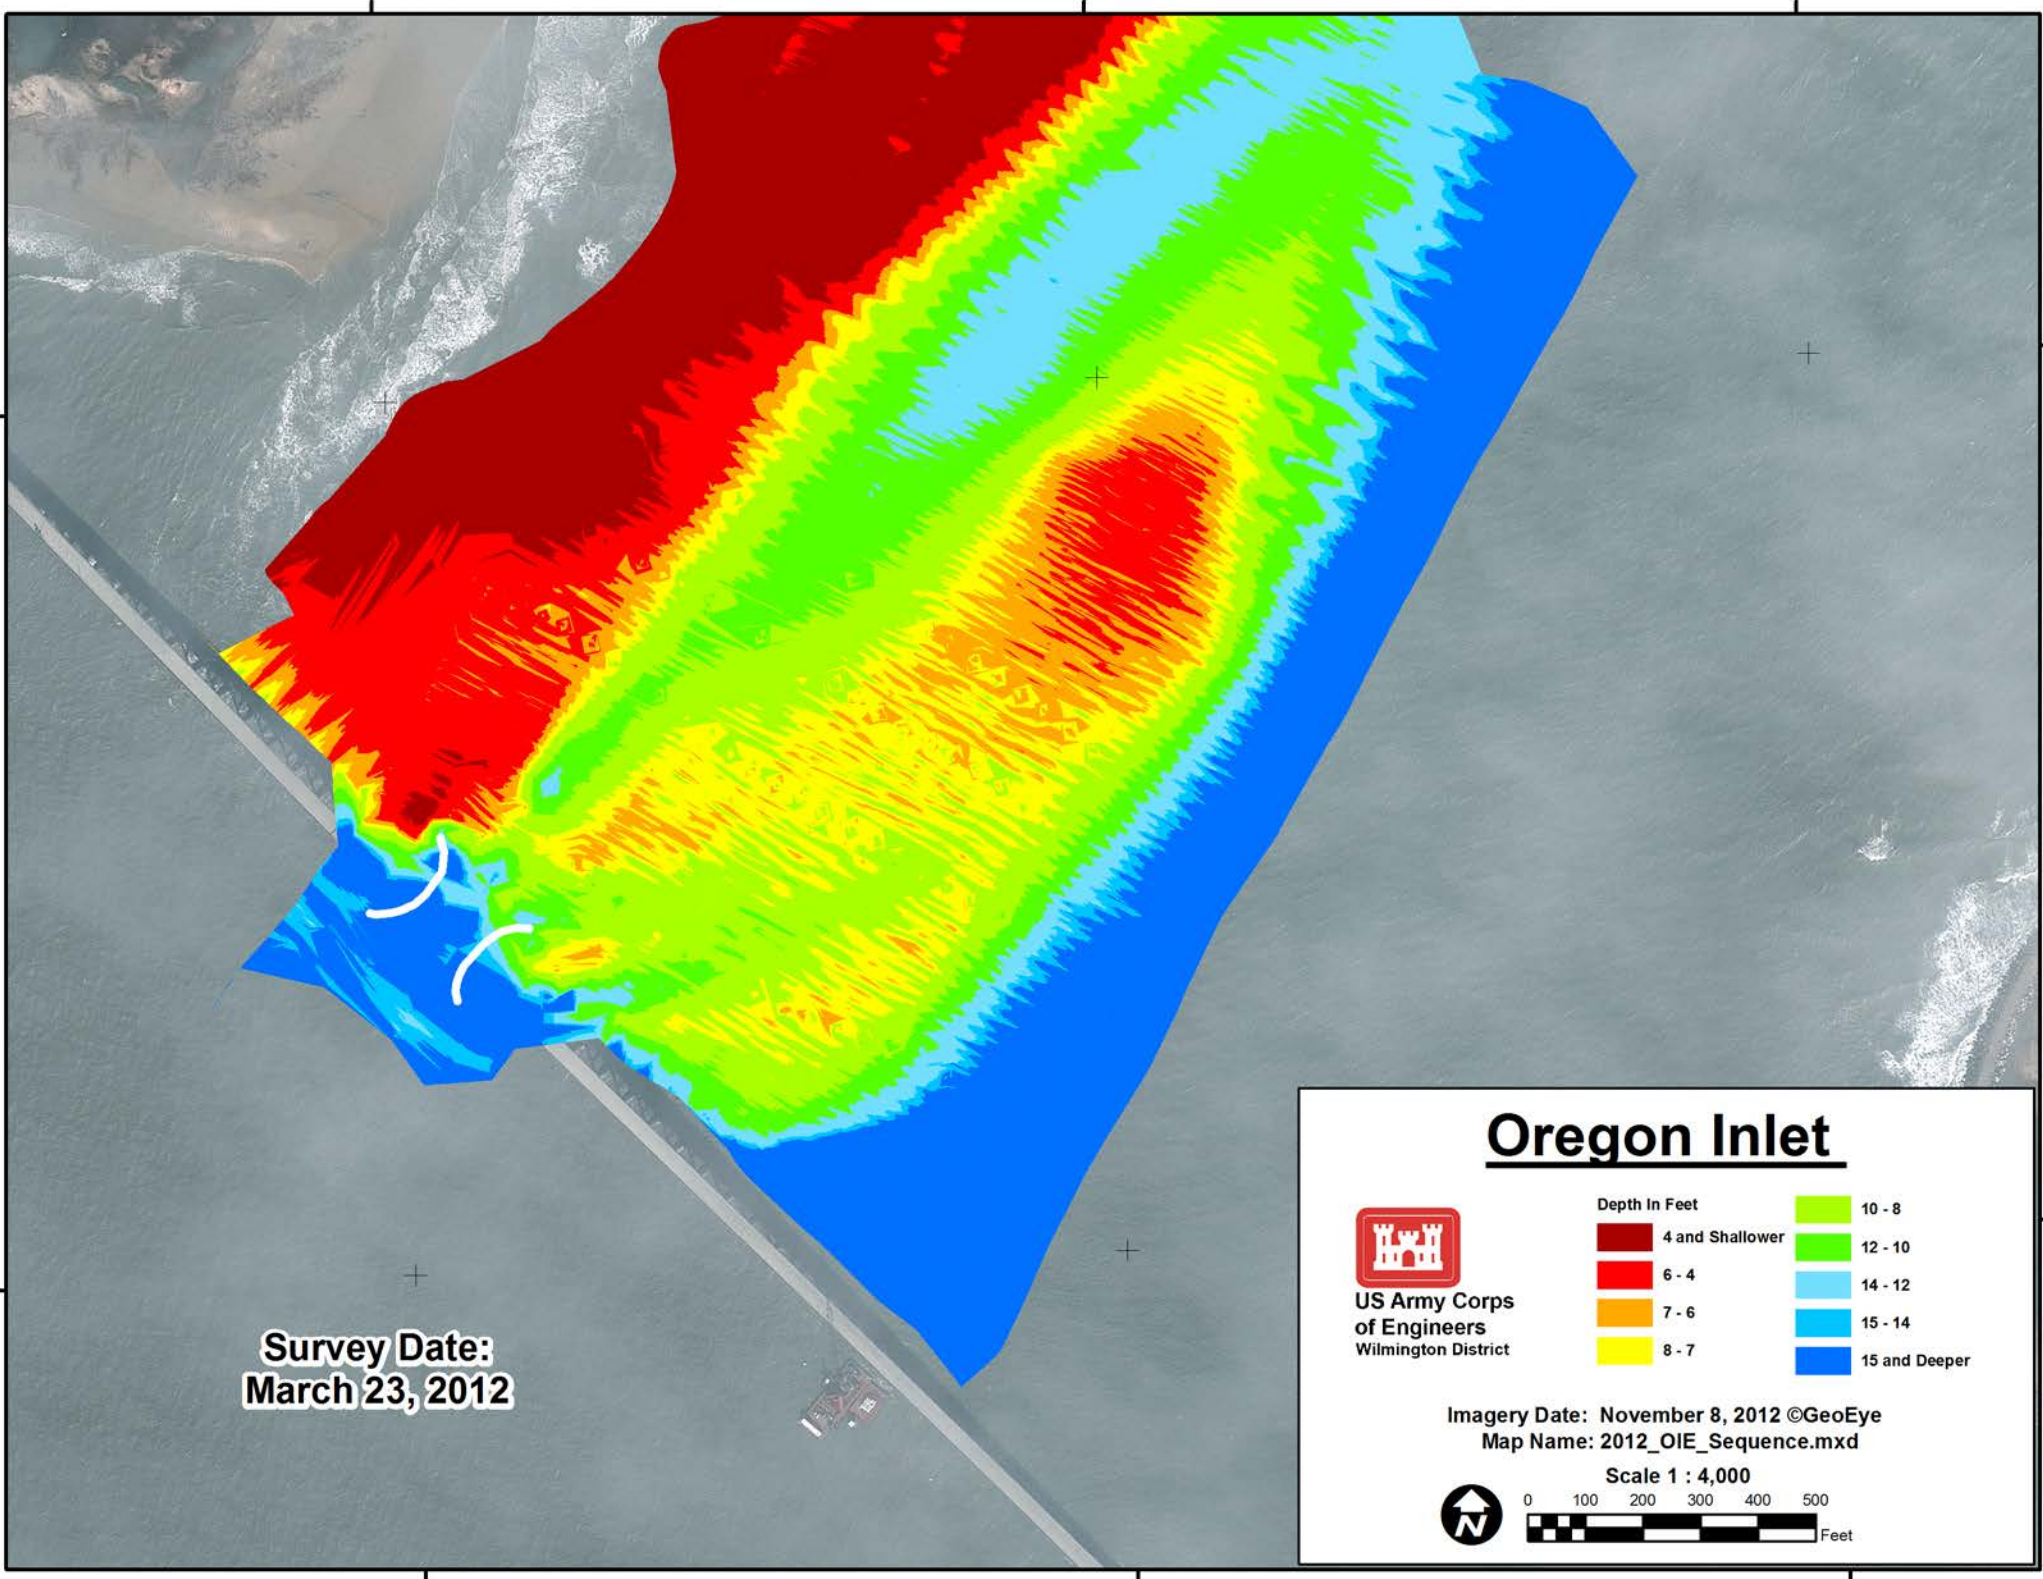 Survey Date:
March 23, 2012
Oregon Inlet
US Army Corps
of Engineers
Wilmington District
Depth In Feet
4 and Shallower
6 - 4
7 - 6
8 - 7
10 - 8
12 - 10
14 - 12
15 - 14
15 and Deeper
Imagery Date: November 8, 2012 ©GeoEye
Map Name: 2012_OIE_Sequence.mxd
Scale 1 : 4,000
N
0 100 200 300 400 500
Feet